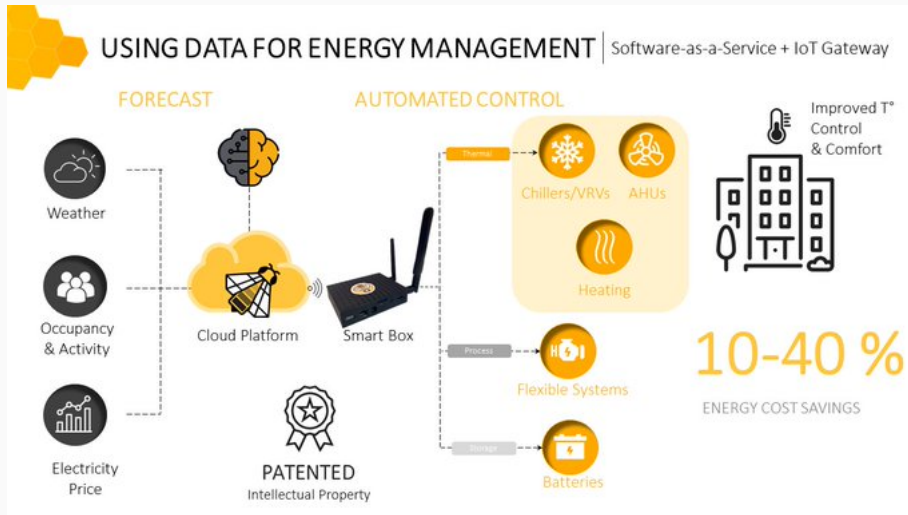 USING DATA FOR ENERGY MANAGEMENT
Software-as-a-Service + IoT Gateway
FORECAST
AUTOMATED CONTROL
Weather
Occupancy
& Activity
Electricity
Price
Cloud Platform
Smart Box
PATENTED
Intellectual Property
Thermal
Chillers/VRVs
AHUs
Heating
Process
Flexible Systems
Storage
Batteries
Improved T°
Control
& Comfort
10-40 %
ENERGY COST SAVINGS